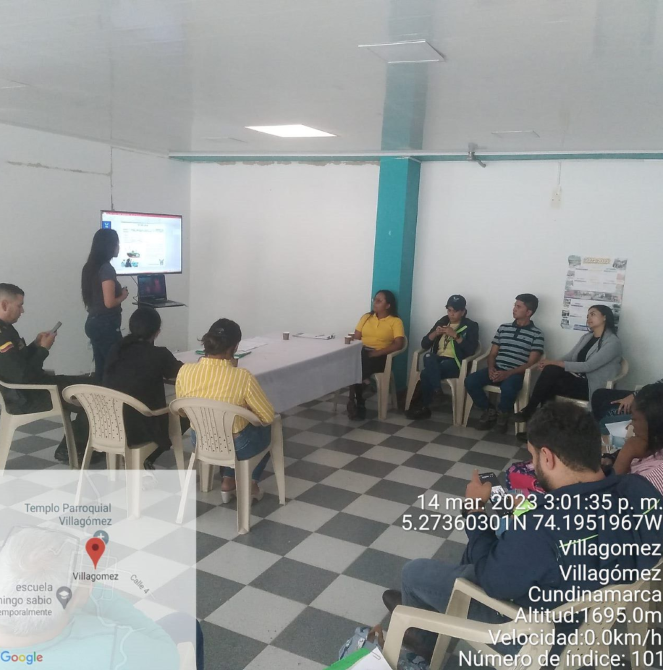 14 mar. 2023 3:01:35 p. m.
5.27360301N 74.1951967W
Villagomez
Villagómez
Cundinamarca
Altitud:1695.0m
Velocidad:0.0km/h
Número de índice: 101
Templo Parroquial
Villagómez
Villagomez
Calle 4
escuela
ningo sabio
emporalmente
Google